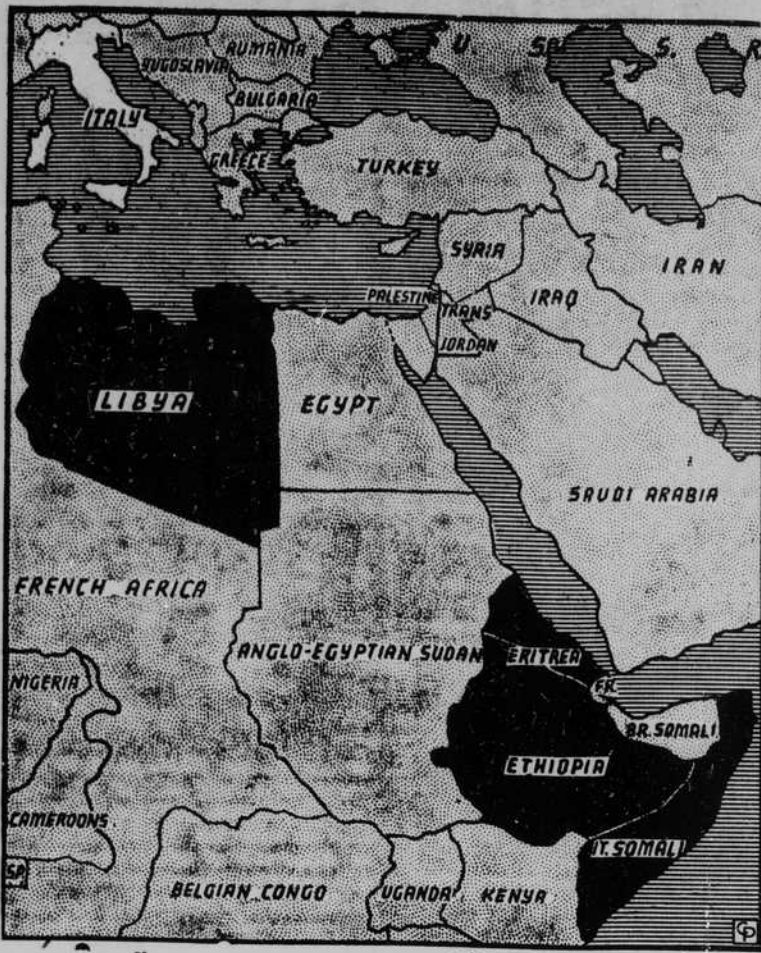 RUMANIA
U. S. S. R.
YUGOSLAVIA
BULGARIA
ITALY
GREECE
TURKEY
SYRIA
IRAN
IRAQ
PALESTINE
TRANS
JORDAN
LIBYA
EGYPT
SAUDI ARABIA
FRENCH AFRICA
ANGLO-EGYPTIAN SUDAN
ERITREA
NIGERIA
FR.
BR. SOMALI.
ETHIOPIA
CAMEROONS
IT. SOMALI.
SP.
BELGIAN CONGO
UGANDA
KENYA
CP